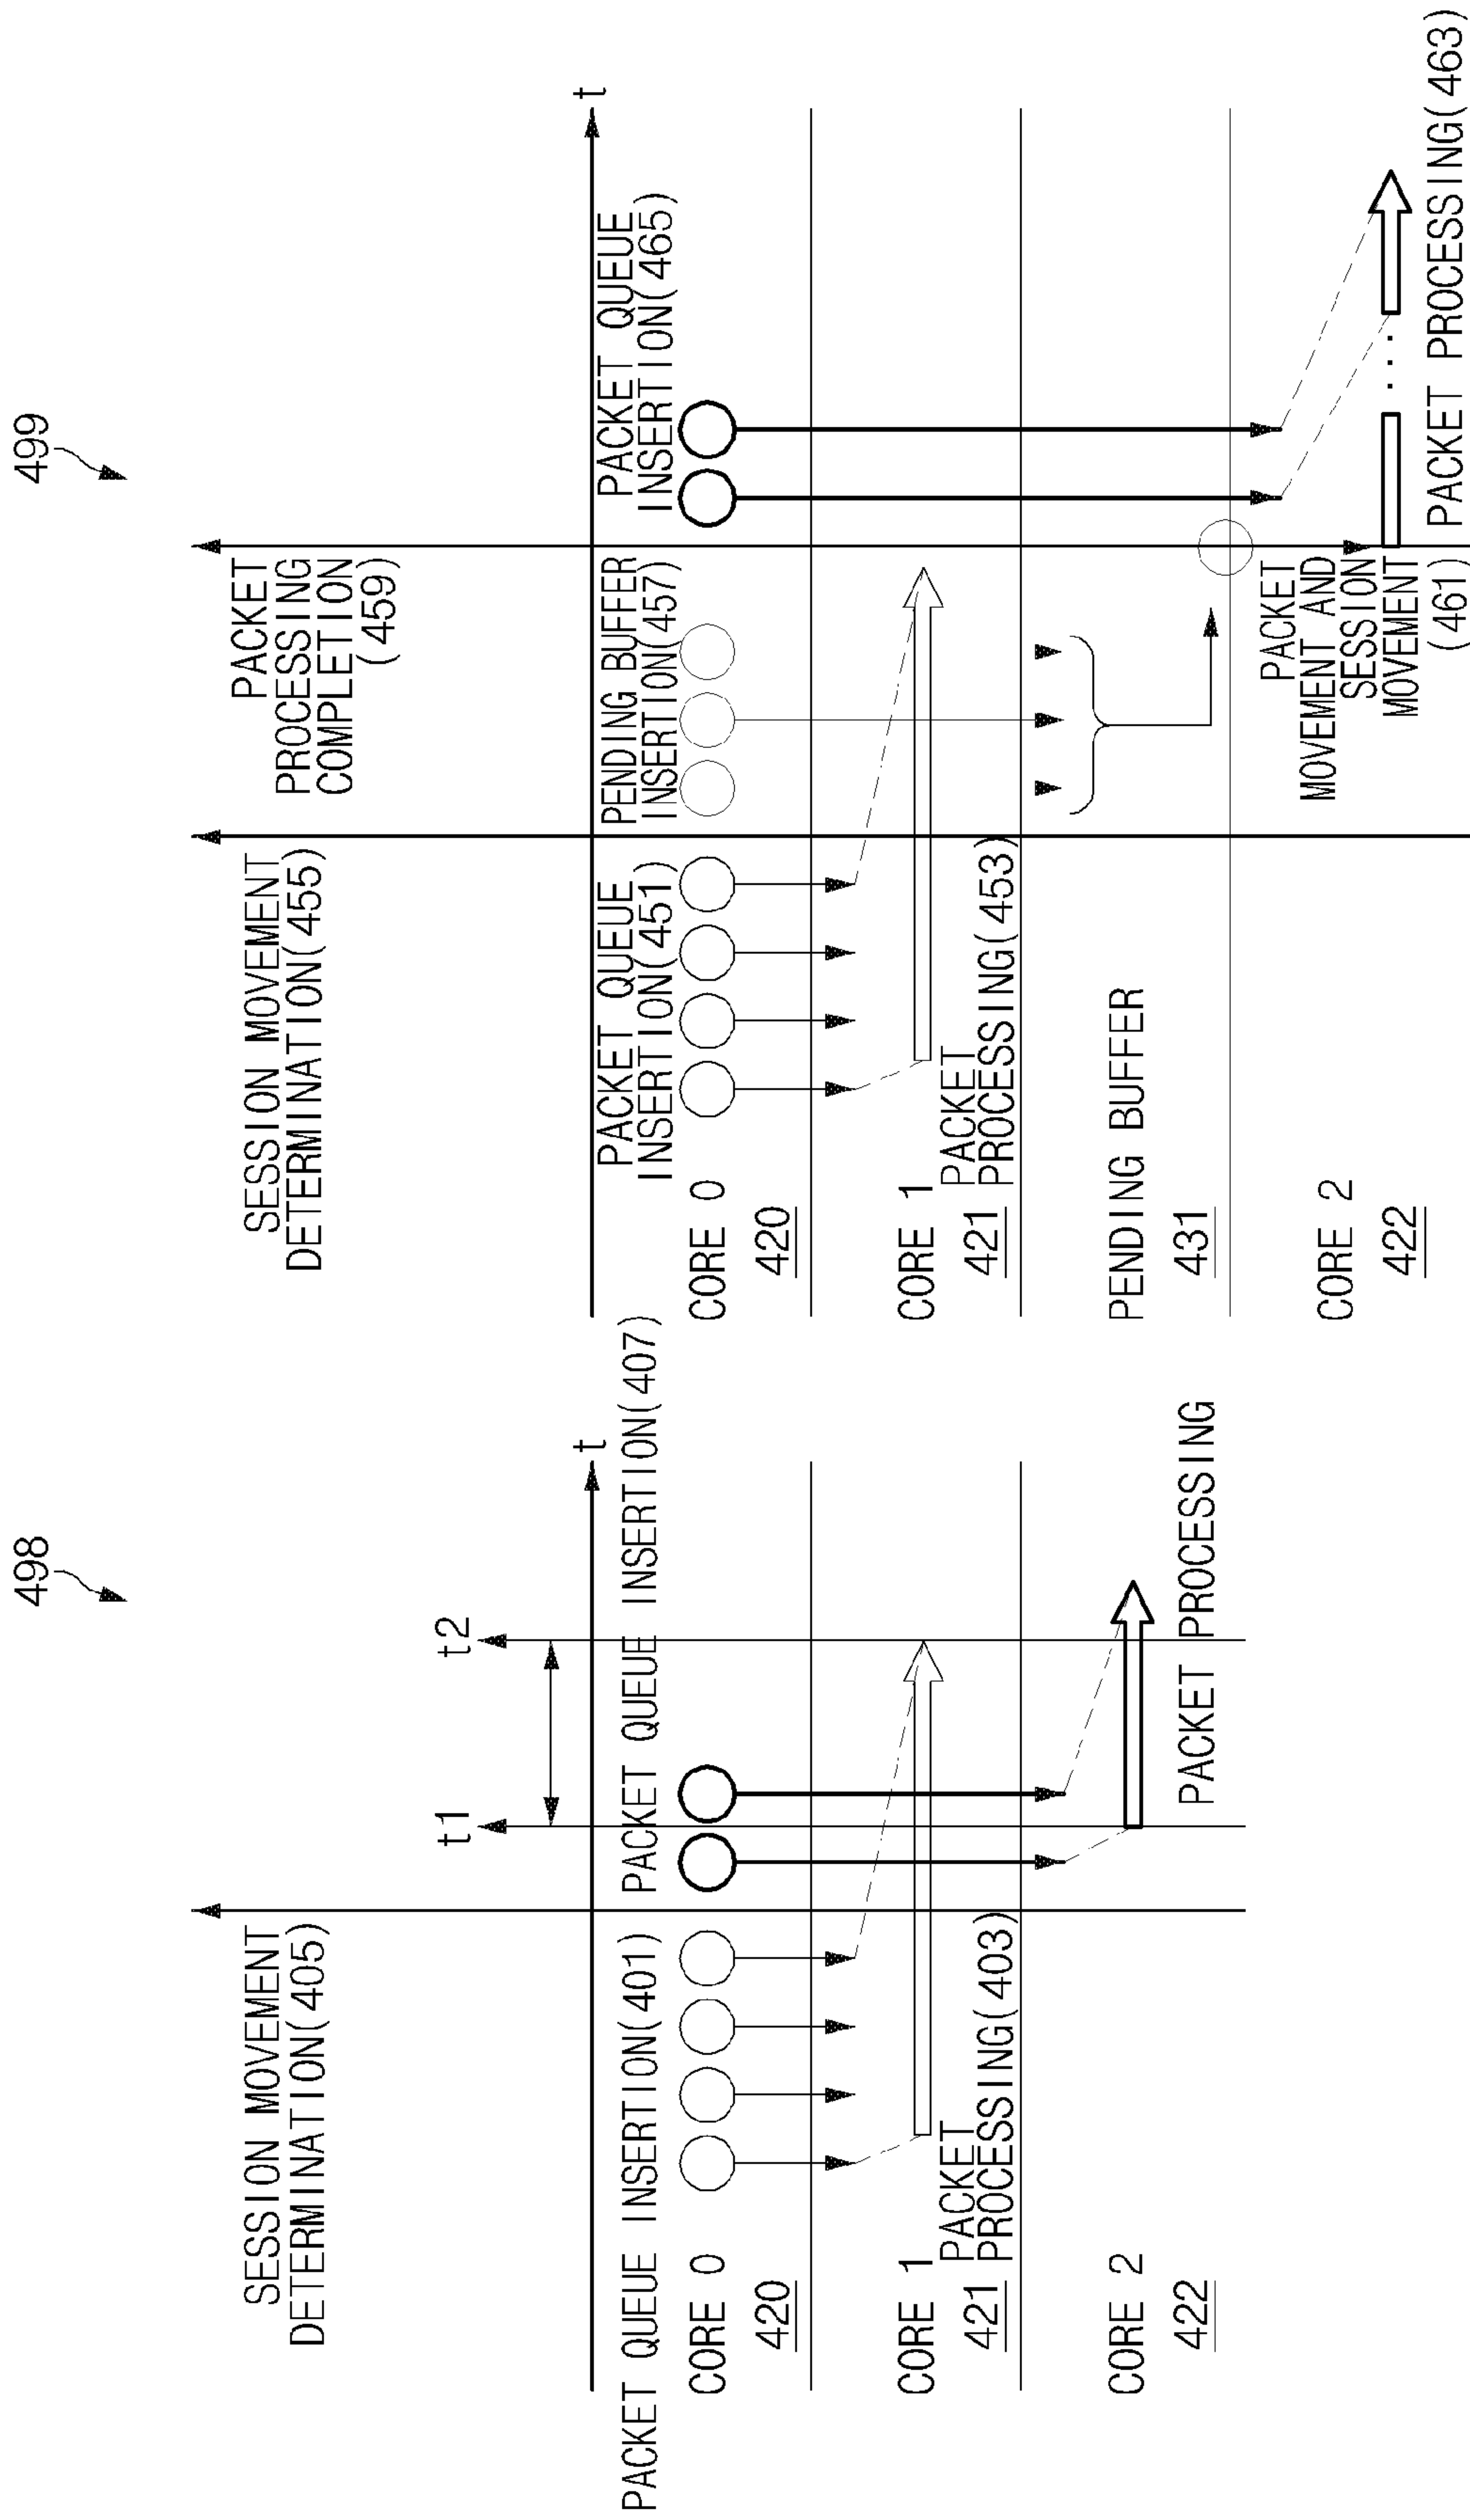 498
SESSION MOVEMENT
DETERMINATION(405)
t1
t2
t
PACKET QUEUE INSERTION(401)
PACKET QUEUE INSERTION(407)
CORE 0
420
CORE 1
421
PACKET
PROCESSING(403)
CORE 2
422
PACKET PROCESSING
499
SESSION MOVEMENT
DETERMINATION(455)
PACKET
PROCESSING
COMPLETION
(459)
t
PACKET QUEUE
INSERTION(451)
PENDING BUFFER
INSERTION(457)
PACKET QUEUE
INSERTION(465)
CORE 0
420
CORE 1
421
PACKET
PROCESSING(453)
PENDING BUFFER
431
CORE 2
422
PACKET
MOVEMENT AND
SESSION
MOVEMENT
(461)
PACKET PROCESSING(463)